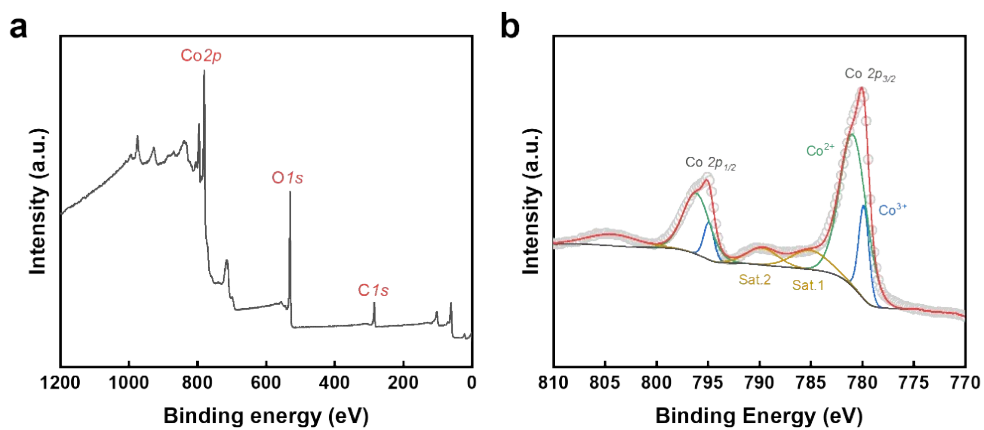 a
Co2p
O1s
C1s
Intensity (a.u.)
1200 1000 800 600 400 200 0
Binding energy (eV)
b
Co 2p3/2
Co2+
Co 2p1/2
Co3+
Sat.2
Sat.1
Intensity (a.u.)
810 805 800 795 790 785 780 775 770
Binding Energy (eV)